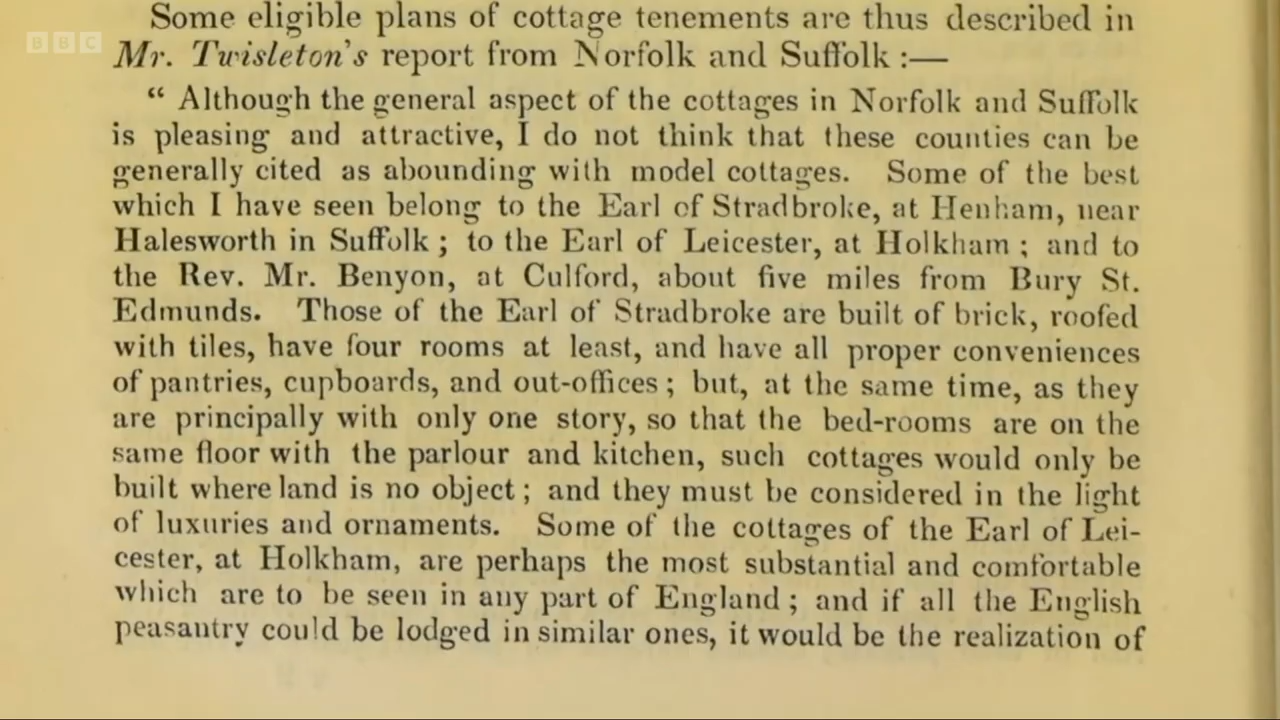 BBC
Some eligible plans of cottage tenements are thus described in
Mr. Twisleton's report from Norfolk and Suffolk :—
“ Although the general aspect of the cottages in Norfolk and Suffolk
is pleasing and attractive, I do not think that these counties can be
generally cited as abounding with model cottages. Some of the best
which I have seen belong to the Earl of Stradbroke, at Henham, near
Halesworth in Suffolk ; to the Earl of Leicester, at Holkham ; and to
the Rev. Mr. Benyon, at Culford, about five miles from Bury St.
Edmunds. Those of the Earl of Stradbroke are built of brick, roofed
with tiles, have four rooms at least, and have all proper conveniences
of pantries, cupboards, and out-offices ; but, at the same time, as they
are principally with only one story, so that the bed-rooms are on the
same floor with the parlour and kitchen, such cottages would only be
built where land is no object ; and they must be considered in the light
of luxuries and ornaments. Some of the cottages of the Earl of Lei-
cester, at Holkham, are perhaps the most substantial and comfortable
which are to be seen in any part of England ; and if all the English
peasantry could be lodged in similar ones, it would be the realization of